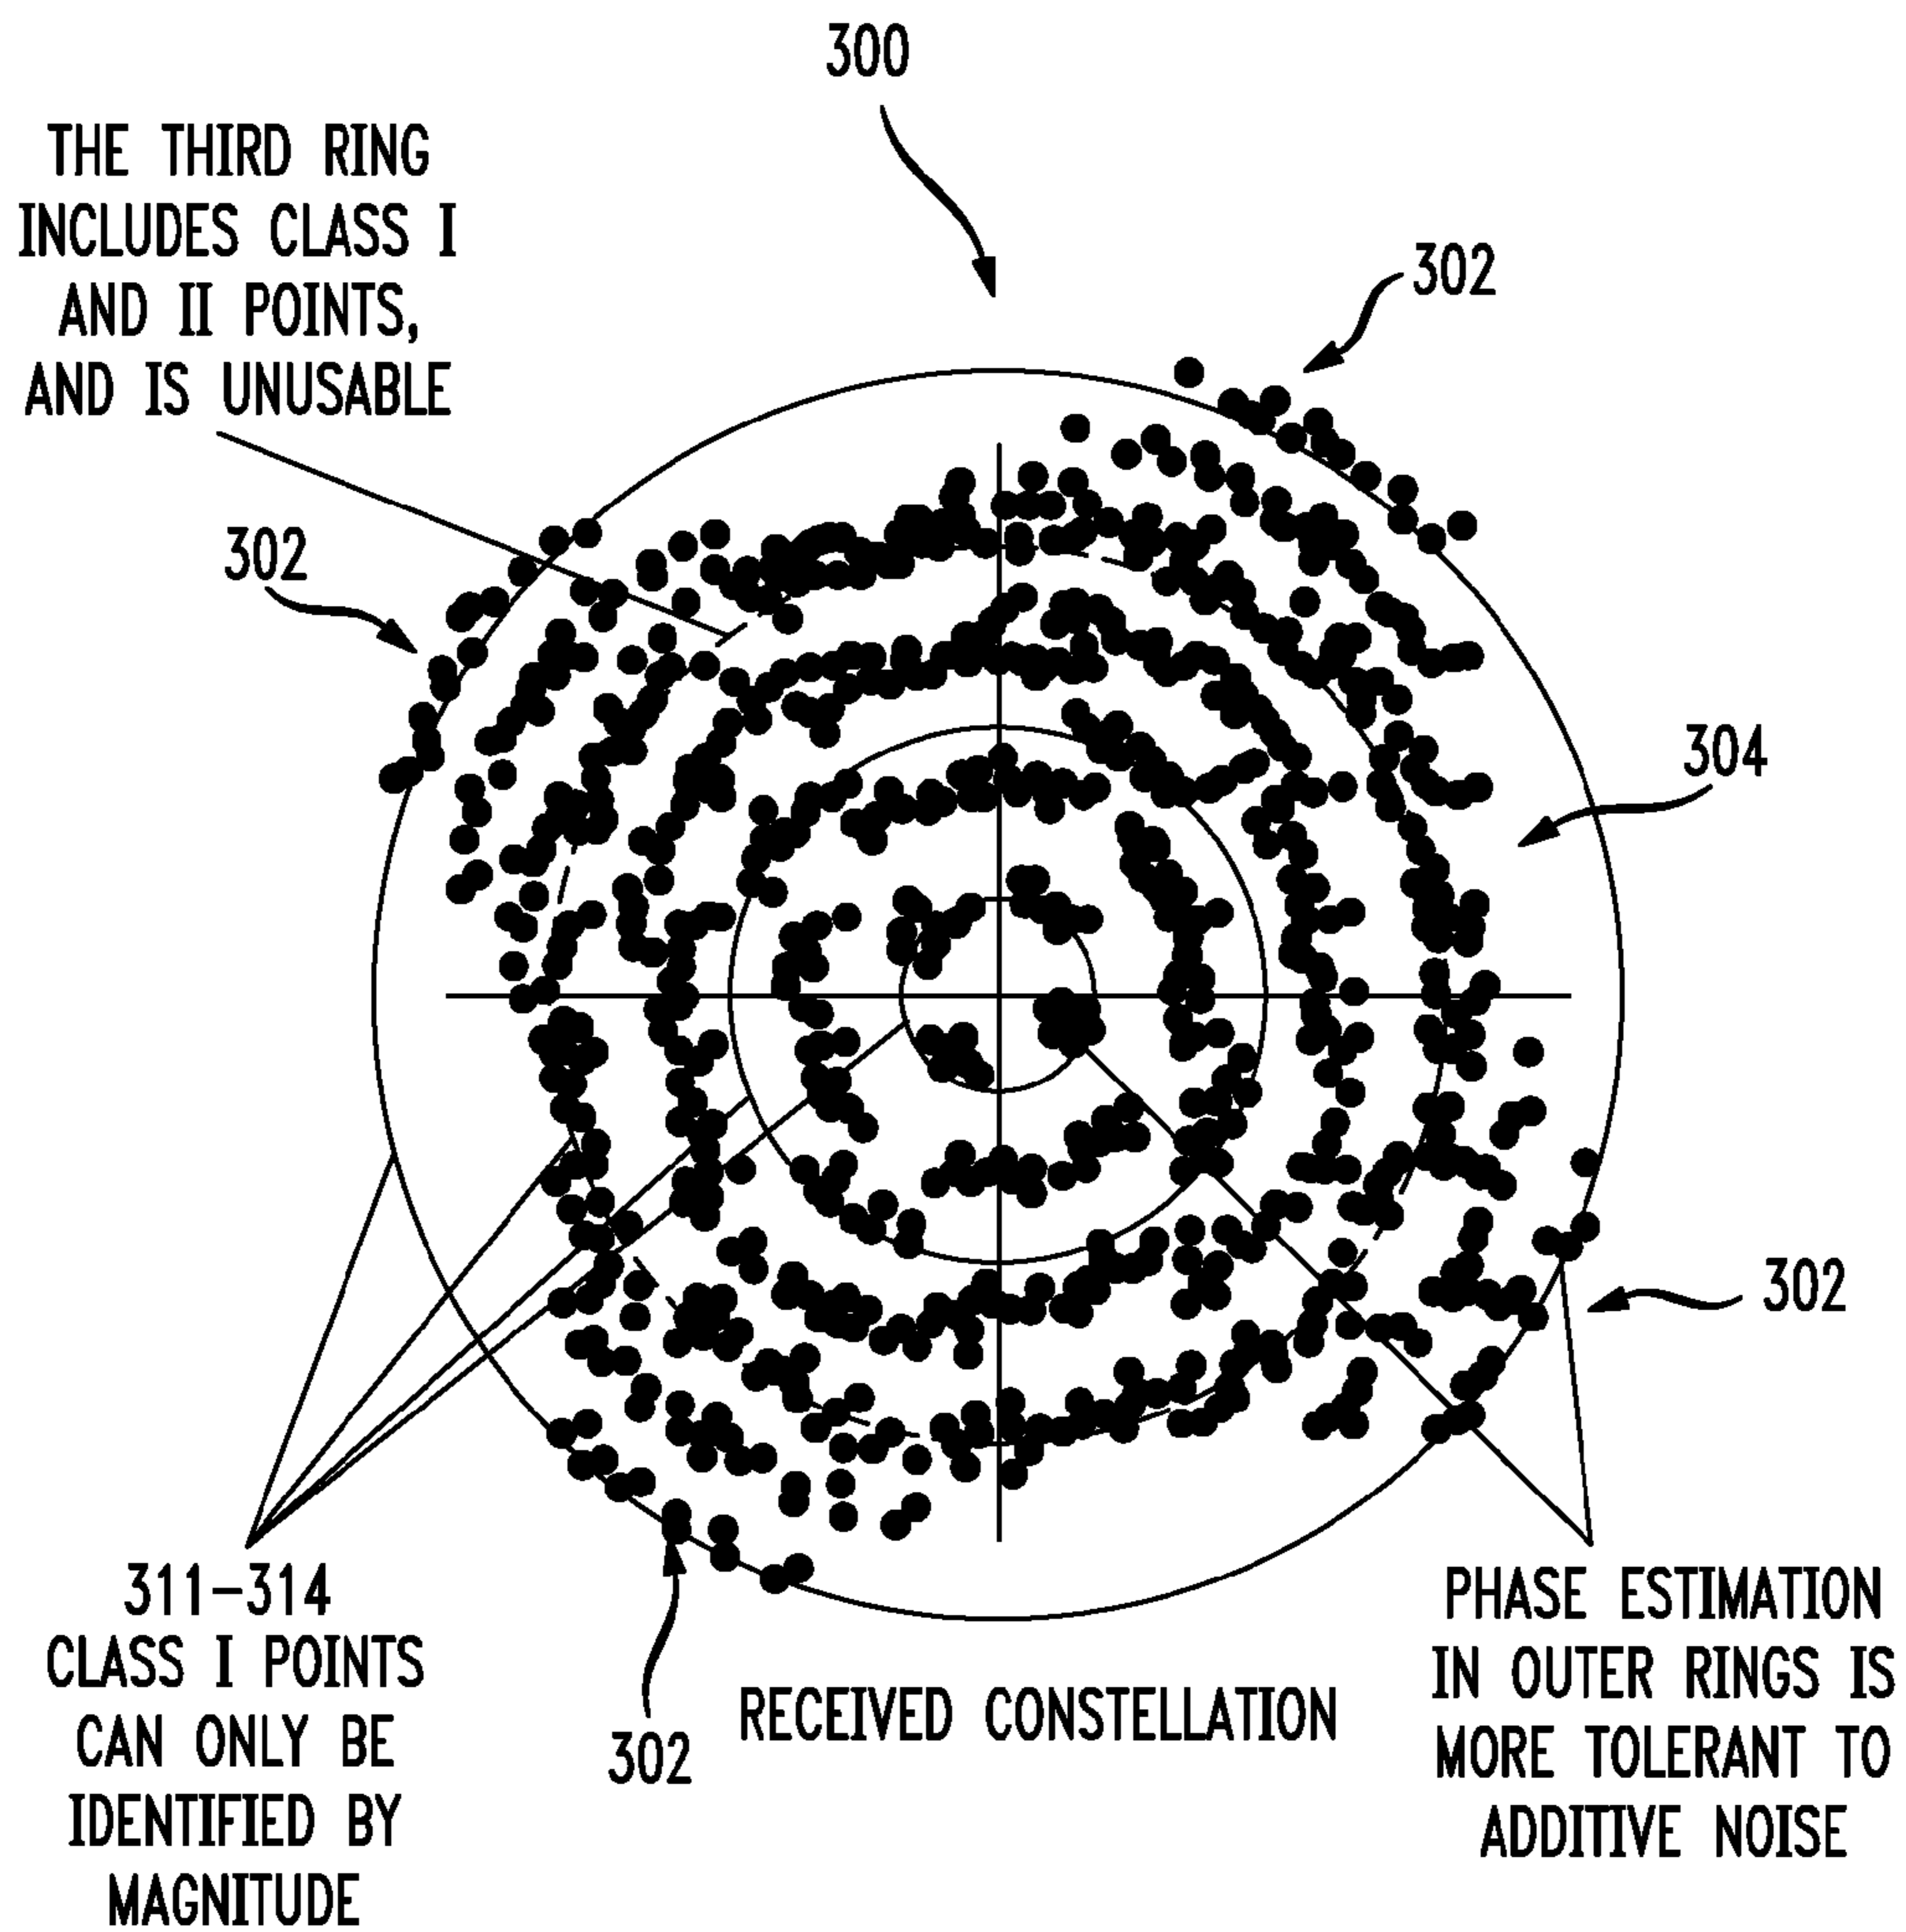 300
THE THIRD RING
INCLUDES CLASS I
AND II POINTS,
AND IS UNUSABLE
302
302
304
302
311-314
CLASS I POINTS
CAN ONLY BE
IDENTIFIED BY
MAGNITUDE
302
RECEIVED CONSTELLATION
PHASE ESTIMATION
IN OUTER RINGS IS
MORE TOLERANT TO
ADDITIVE NOISE